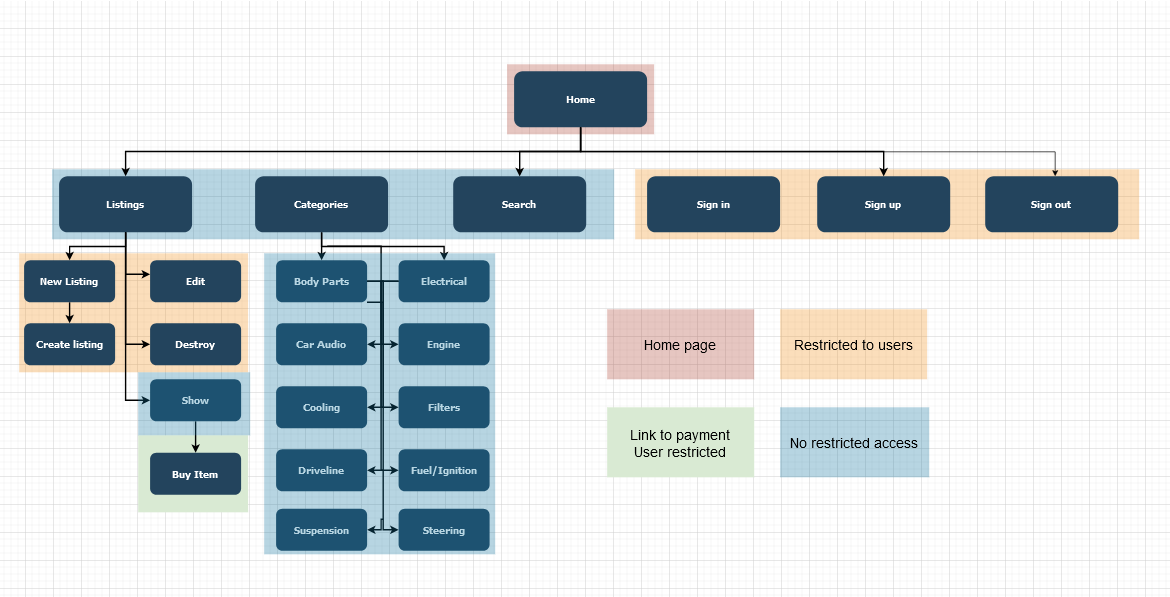 Home
Listings
Categories
Search
Sign in
Sign up
Sign out
New Listing
Edit
Body Parts
Electrical
Create listing
Destroy
Car Audio
Engine
Home page
Restricted to users
Show
Cooling
Filters
Link to payment
User restricted
No restricted access
Buy Item
Driveline
Fuel/Ignition
Suspension
Steering